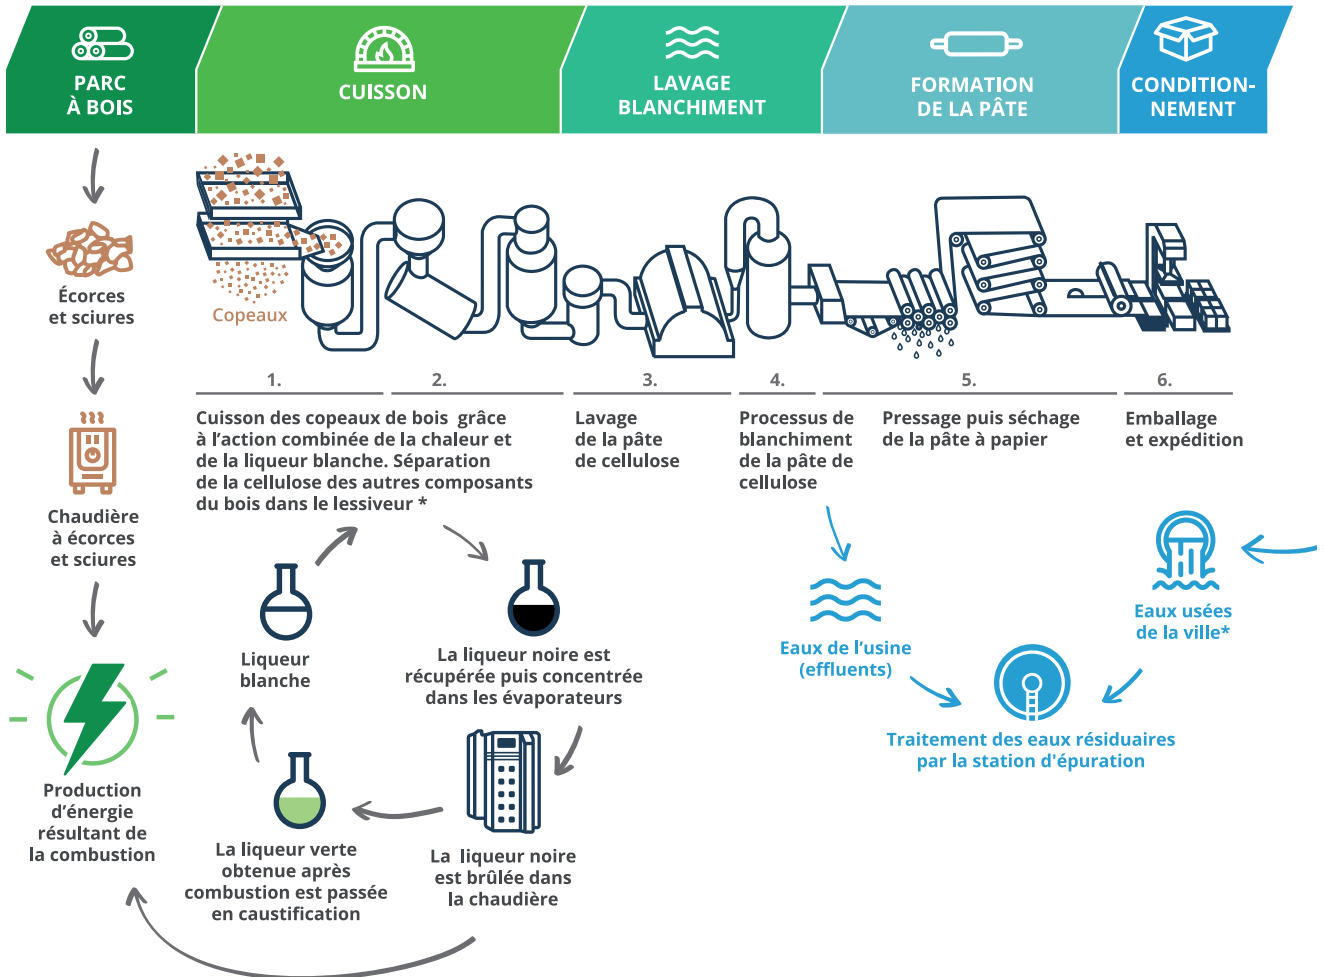 PARC
À BOIS
CUISSON
LAVAGE
BLANCHIMENT
FORMATION
DE LA PÂTE
CONDITION-
NEMENT
Écorces
et sciures
Chaudière
à écorces
et sciures
Production
d'énergie
résultant de
la combustion
Copeaux
1.
2.
3.
4.
5.
6.
Cuisson des copeaux de bois grâce
à l'action combinée de la chaleur et
de la liqueur blanche. Séparation
de la cellulose des autres composants
du bois dans le lessiveur *
Lavage
de la pâte
de cellulose
Processus de
blanchiment
de la pâte de
cellulose
Pressage puis séchage
de la pâte à papier
Emballage
et expédition
Liqueur
blanche
La liqueur noire est
récupérée puis concentrée
dans les évaporateurs
La liqueur verte
obtenue après
combustion est passée
en caustification
La liqueur noire
est brûlée dans
la chaudière
Eaux de l'usine
(effluents)
Eaux usées
de la ville*
Traitement des eaux résiduaires
par la station d'épuration